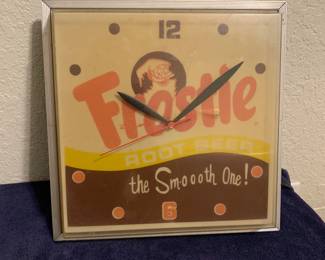 12
Frostie
ROOT BEER
the Smoooth One!
6